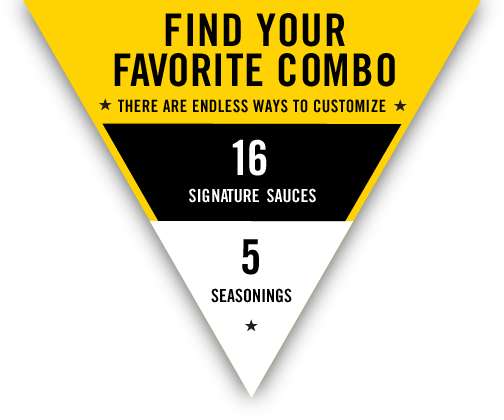 FIND YOUR
FAVORITE COMBO
★ THERE ARE ENDLESS WAYS TO CUSTOMIZE ★
16
SIGNATURE SAUCES
5
SEASONINGS
★